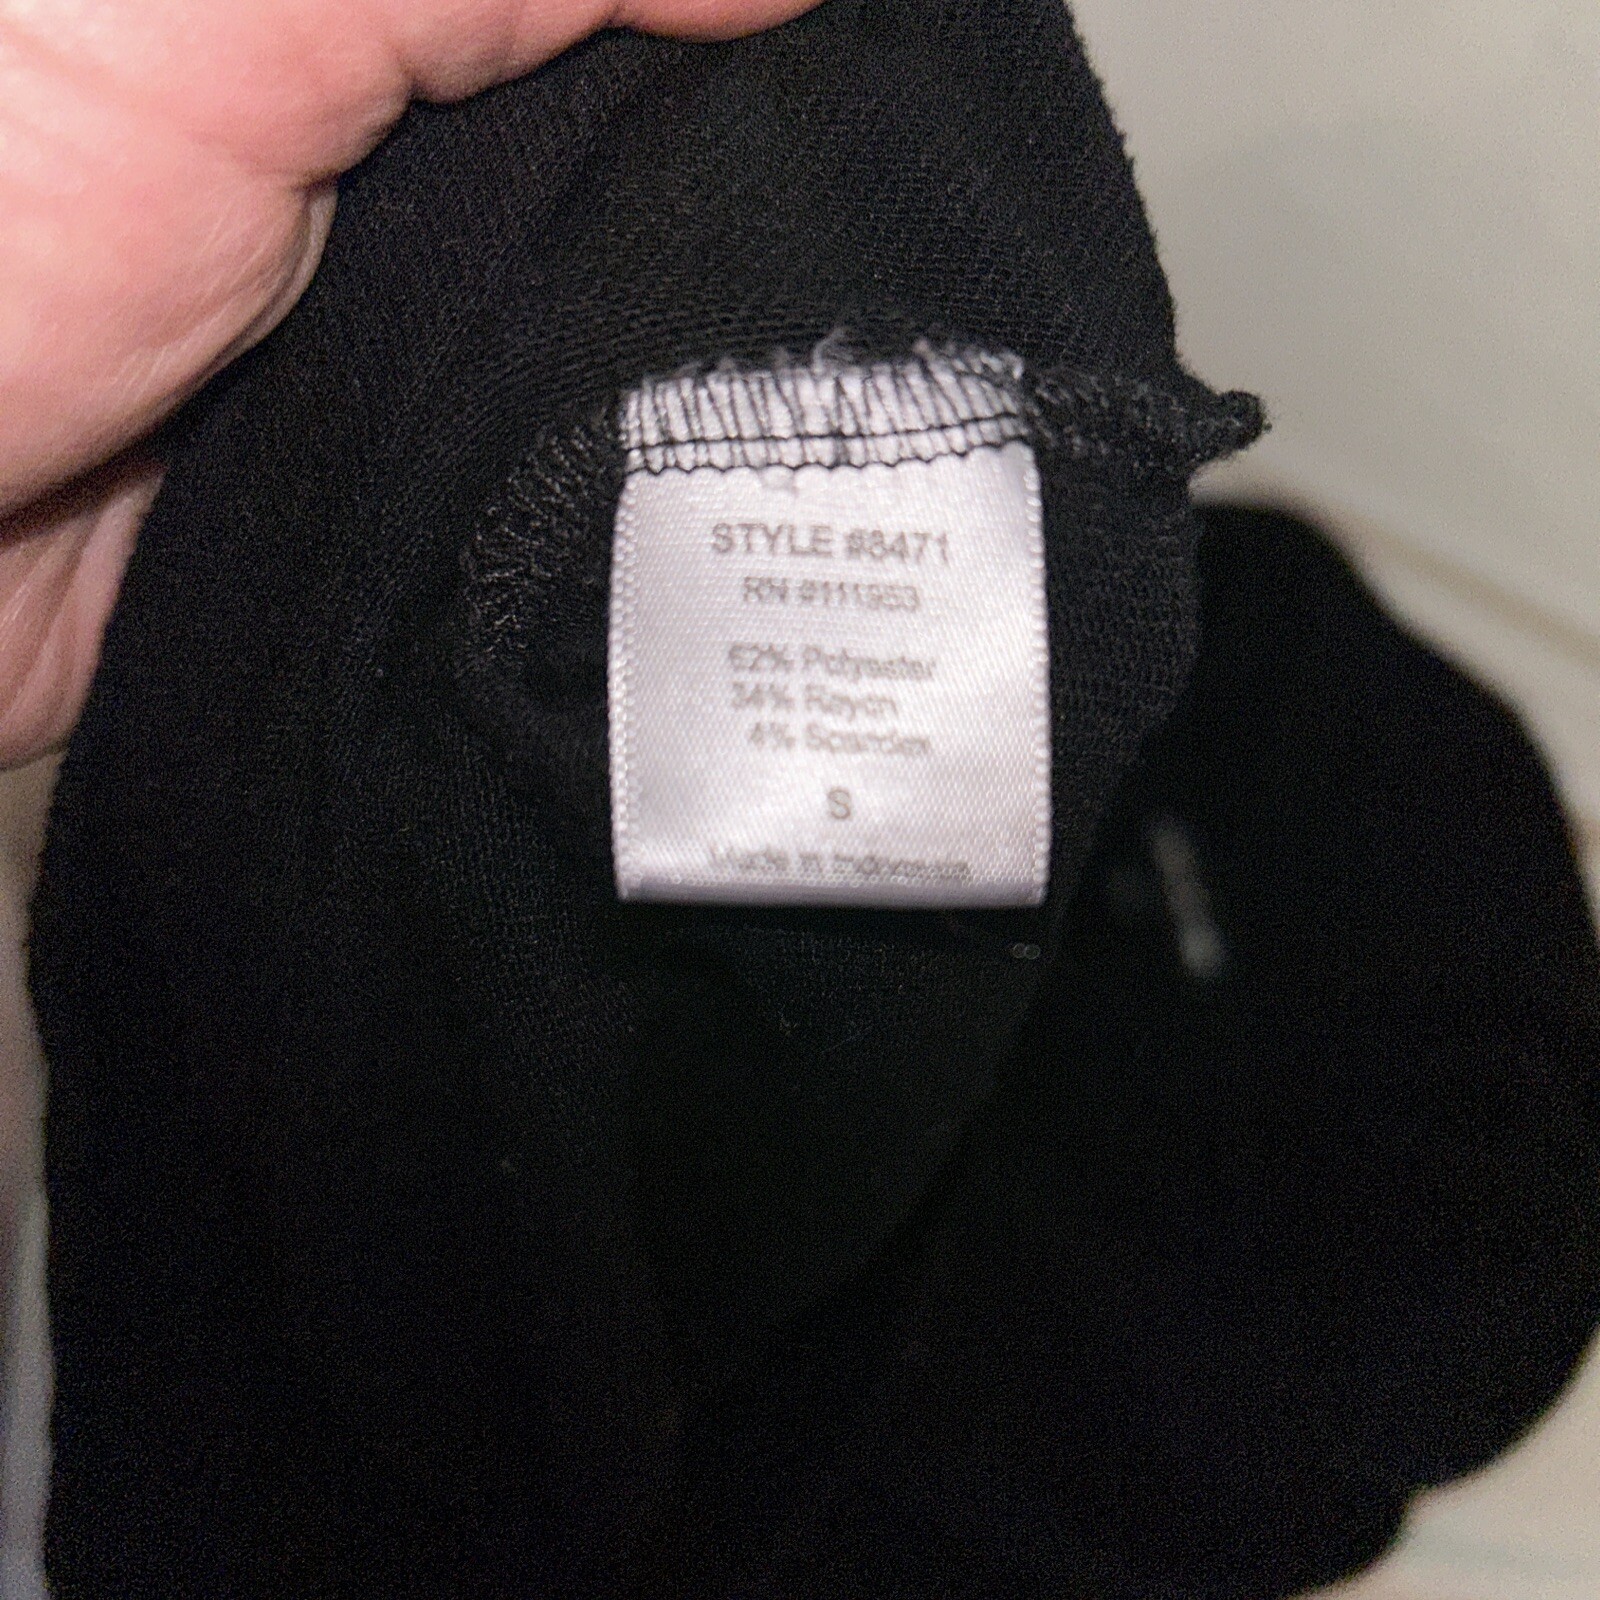 STYLE #8471
RN #111953
62% Polyester
34% Rayon
4% Spandex
S
Made in Indonesia